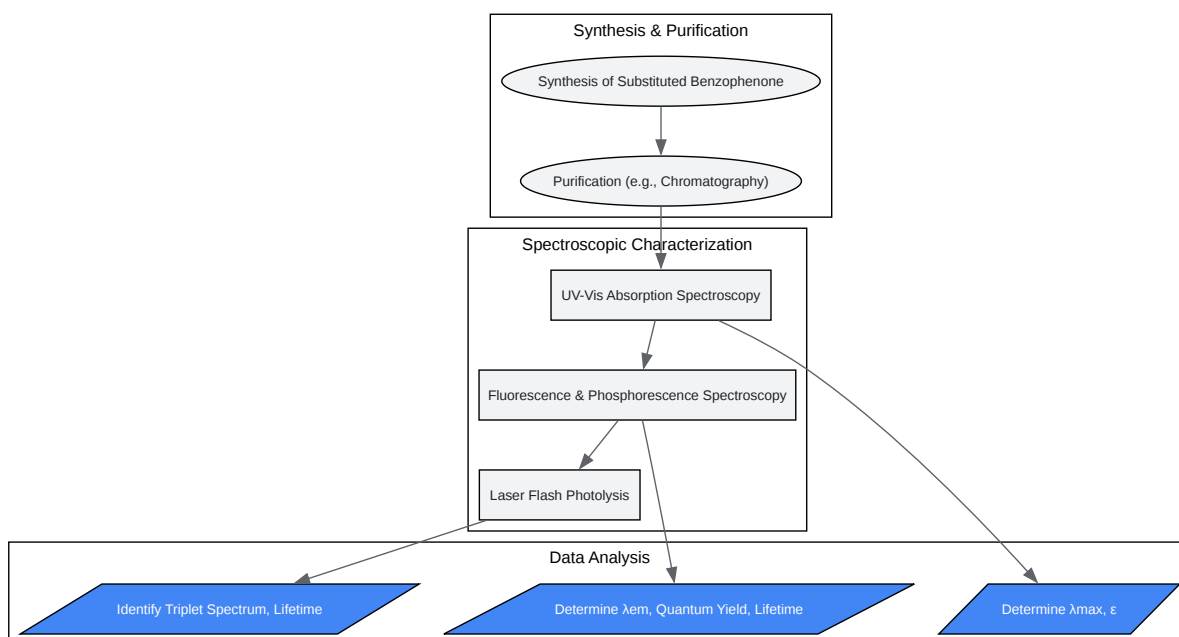 Synthesis & Purification
Synthesis of Substituted Benzophenone
Purification (e.g., Chromatography)
Spectroscopic Characterization
UV-Vis Absorption Spectroscopy
Fluorescence & Phosphorescence Spectroscopy
Laser Flash Photolysis
Data Analysis
Identify Triplet Spectrum, Lifetime
Determine λem, Quantum Yield, Lifetime
Determine λmax, ε